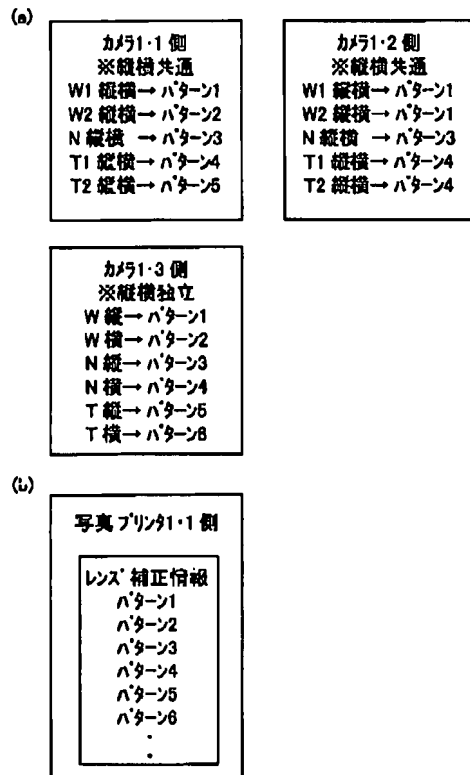 (a)
カメラ1・1 側
※縦横共通
W1 縦横→パターン1
W2 縦横→パターン2
N 縦横 →パターン3
T1 縦横→パターン4
T2 縦横→パターン5
カメラ1・2 側
※縦横共通
W1 縦横→パターン1
W2 縦横→パターン1
N 縦横 →パターン3
T1 縦横→パターン4
T2 縦横→パターン4
カメラ1・3 側
※縦横独立
W 縦→パターン1
W 横→パターン2
N 縦→パターン3
N 横→パターン4
T 縦→パターン5
T 横→パターン6
(b)
写真プリンタ1・1 側
レンズ補正情報
パターン1
パターン2
パターン3
パターン4
パターン5
パターン6
・
・